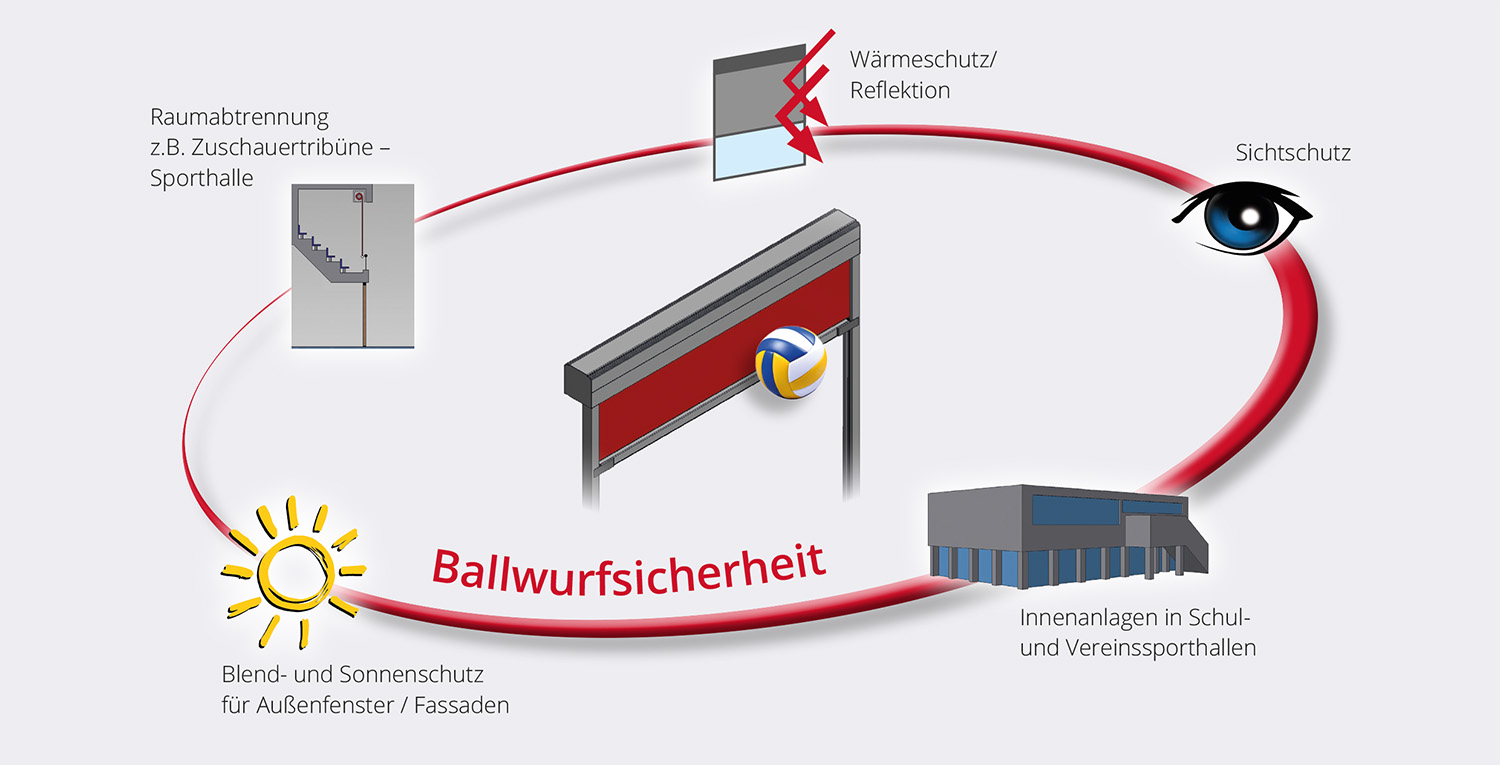 Wärmeschutz/
Reflektion
Raumabtrennung
z.B. Zuschauertribüne –
Sporthalle
Sichtschutz
Ballwurfsicherheit
Innenanlagen in Schul-
und Vereinssporthallen
Blend- und Sonnenschutz
für Außenfenster / Fassaden